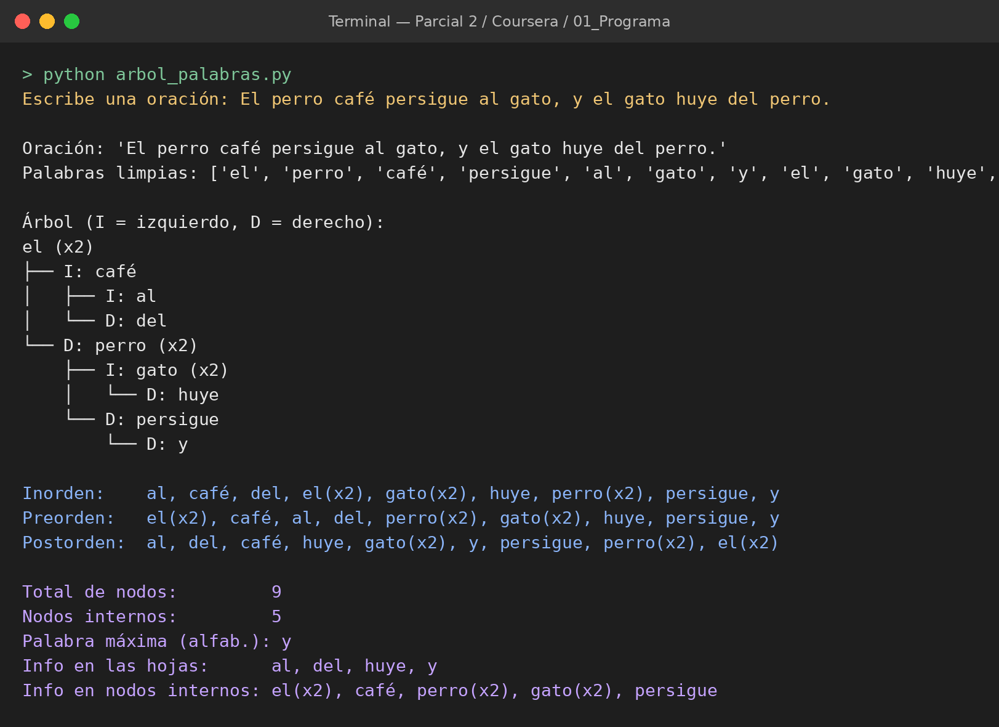 Terminal — Parcial 2 / Coursera / 01_Programa
> python arbol_palabras.py
Escribe una oración: El perro café persigue al gato, y el gato huye del perro.
Oración: 'El perro café persigue al gato, y el gato huye del perro.'
Palabras limpias: ['el', 'perro', 'café', 'persigue', 'al', 'gato', 'y', 'el', 'gato', 'huye',
Árbol (I = izquierdo, D = derecho):
el (x2)
├── I: café
│   ├── I: al
│   └── D: del
└── D: perro (x2)
    ├── I: gato (x2)
    │   └── D: huye
    └── D: persigue
        └── D: y
Inorden:    al, café, del, el(x2), gato(x2), huye, perro(x2), persigue, y
Preorden:   el(x2), café, al, del, perro(x2), gato(x2), huye, persigue, y
Postorden:  al, del, café, huye, gato(x2), y, persigue, perro(x2), el(x2)
Total de nodos:         9
Nodos internos:         5
Palabra máxima (alfab.): y
Info en las hojas:      al, del, huye, y
Info en nodos internos: el(x2), café, perro(x2), gato(x2), persigue